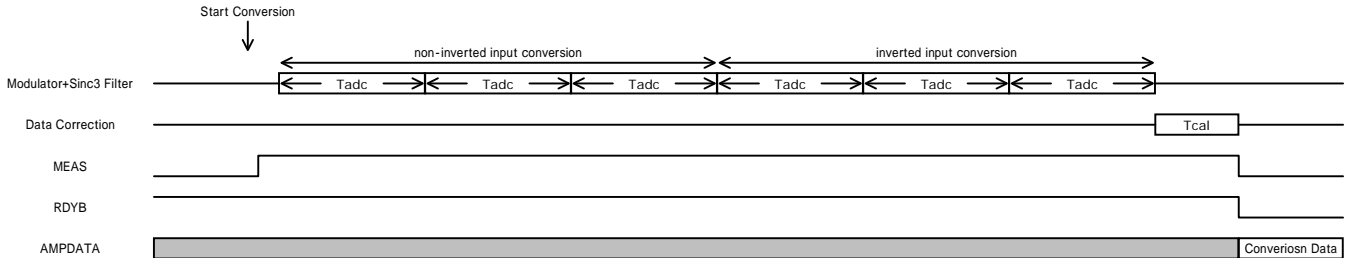 Start Conversion
non-inverted input conversion
inverted input conversion
Modulator+Sinc3 Filter
Tadc
Tadc
Tadc
Tadc
Tadc
Tadc
Data Correction
Tcal
MEAS
RDYB
AMPDATA
Converiosn Data